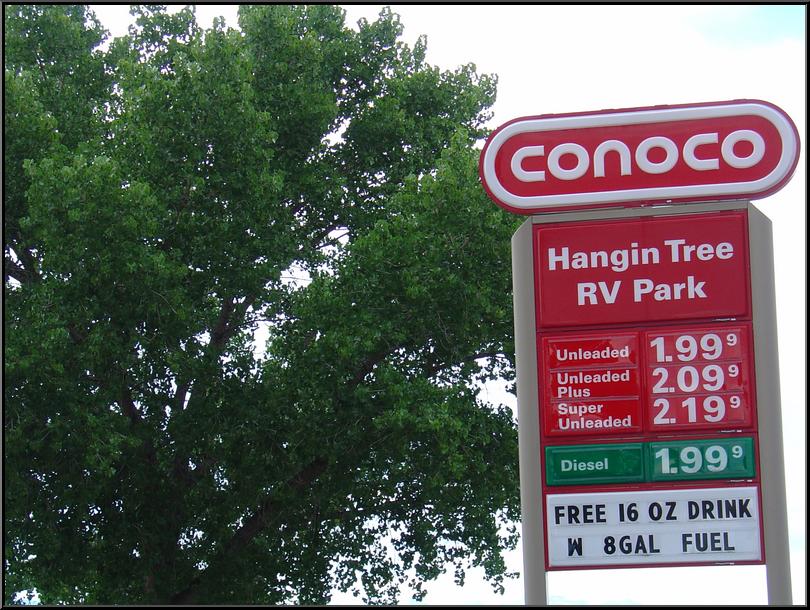 conoco
Hangin Tree
RV Park
Unleaded 1.99 9
Unleaded Plus 2.09 9
Super Unleaded 2.19 9
Diesel 1.99 9
FREE 16 OZ DRINK
W 8GAL FUEL